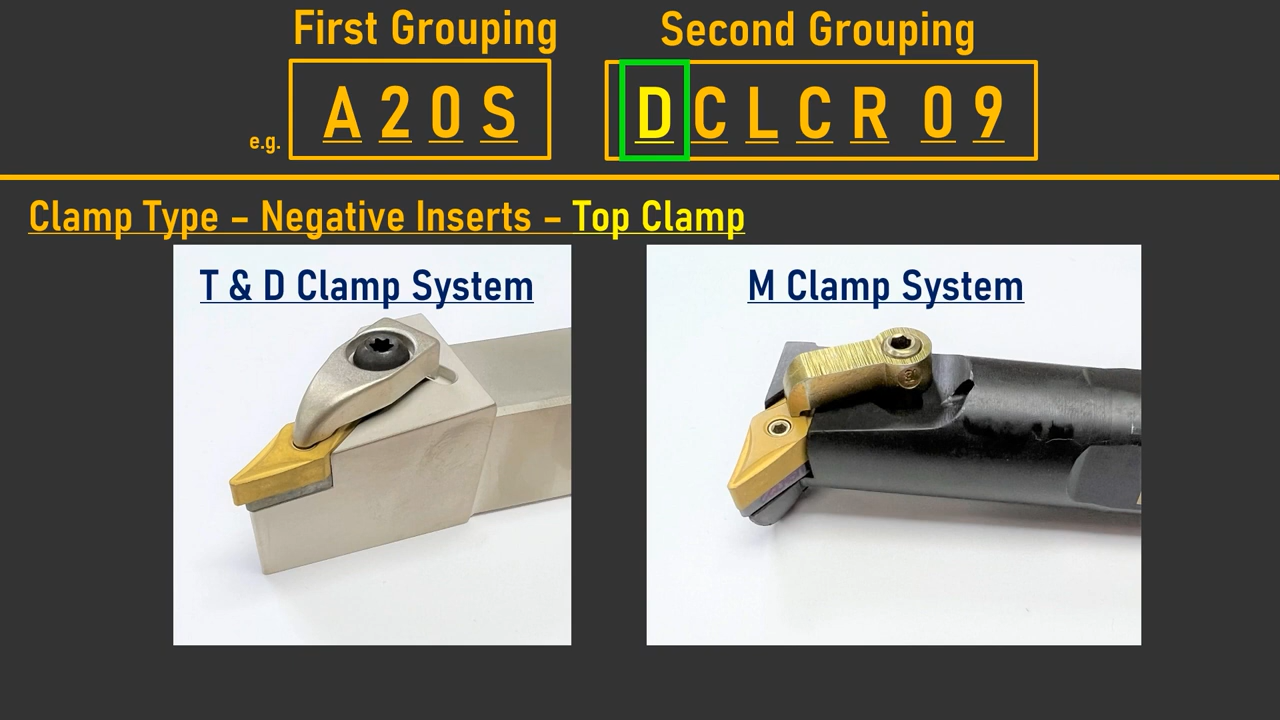 First Grouping
Second Grouping
e.g.
A 2 0 S
D C L C R 0 9
Clamp Type – Negative Inserts – Top Clamp
T & D Clamp System
M Clamp System